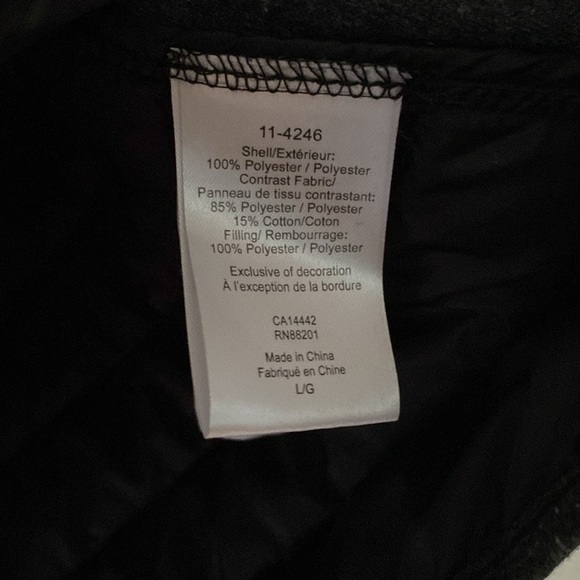 11-4246
Shell/Extérieur:
100% Polyester / Polyester
Contrast Fabric/
Panneau de tissu contrastant:
85% Polyester / Polyester
15% Cotton/Coton
Filling/ Rembourrage:
100% Polyester / Polyester
Exclusive of decoration
À l'exception de la bordure
CA14442
RN86201
Made in China
Fabriqué en Chine
L/G